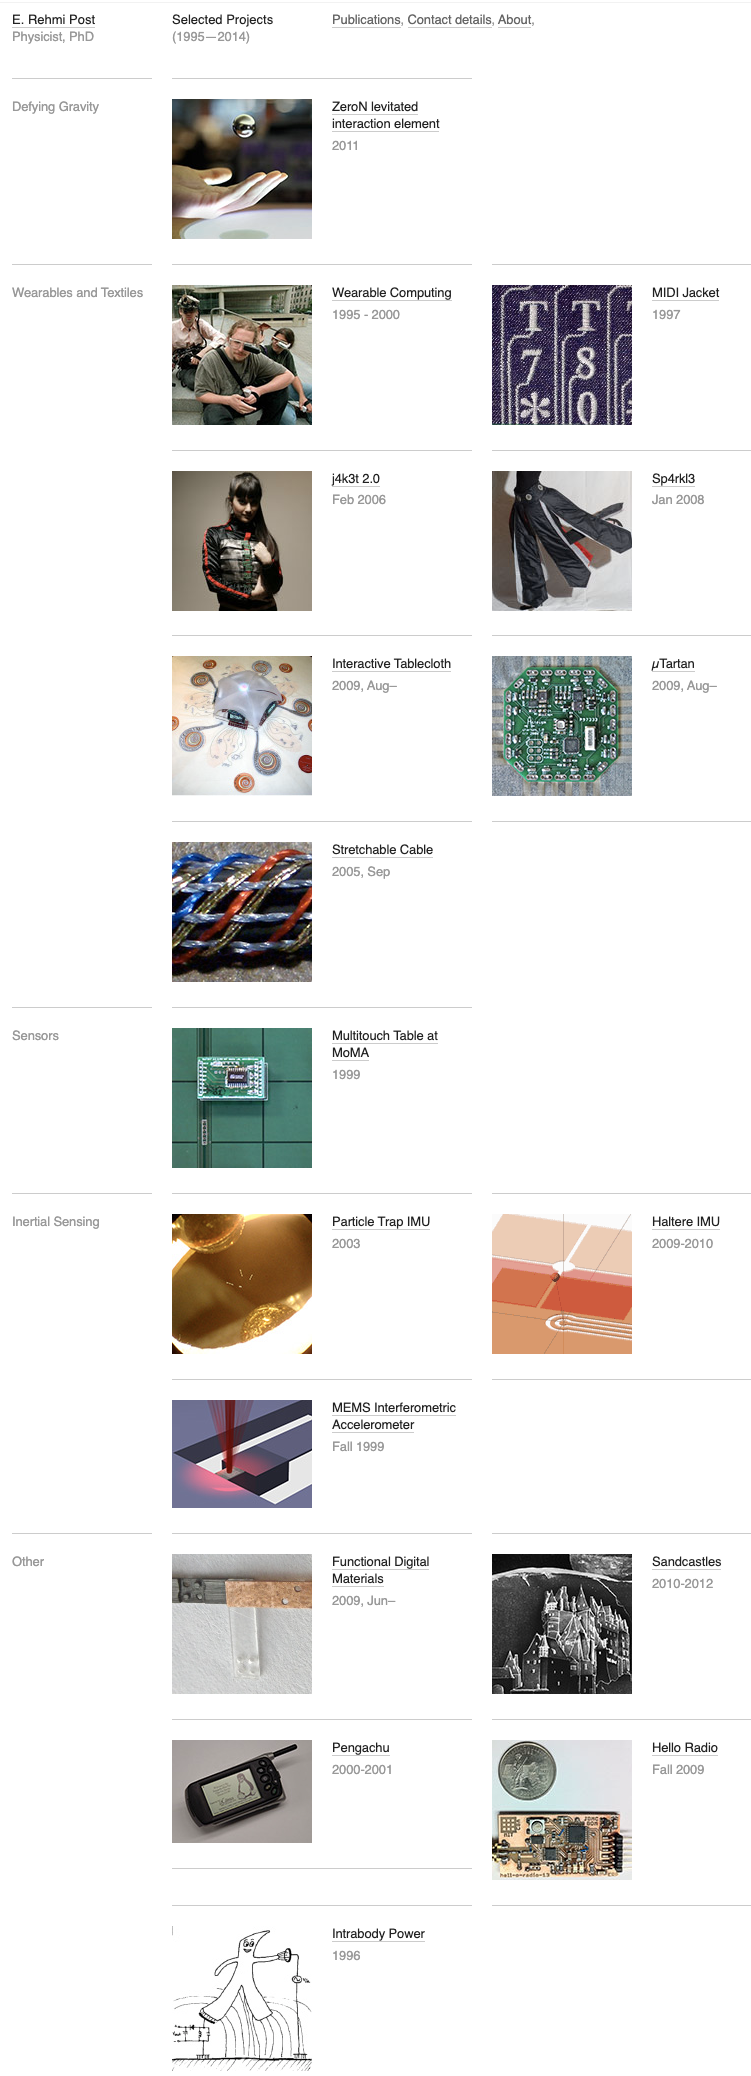 E. Rehmi Post
Physicist, PhD
Selected Projects
(1995—2014)
Publications, Contact details, About,
Defying Gravity
ZeroN levitated
interaction element
2011
Wearables and Textiles
Wearable Computing
1995 - 2000
T T T
7 8
* 0 *
MIDI Jacket
1997
j4k3t 2.0
Feb 2006
Sp4rkl3
Jan 2008
Interactive Tablecloth
2009, Aug–
µTartan
2009, Aug–
Stretchable Cable
2005, Sep
Sensors
Multitouch Table at
MoMA
1999
Inertial Sensing
Particle Trap IMU
2003
Haltere IMU
2009-2010
MEMS Interferometric
Accelerometer
Fall 1999
Other
Functional Digital
Materials
2009, Jun–
Sandcastles
2010-2012
Pengachu
2000-2001
Hello Radio
Fall 2009
Intrabody Power
1996